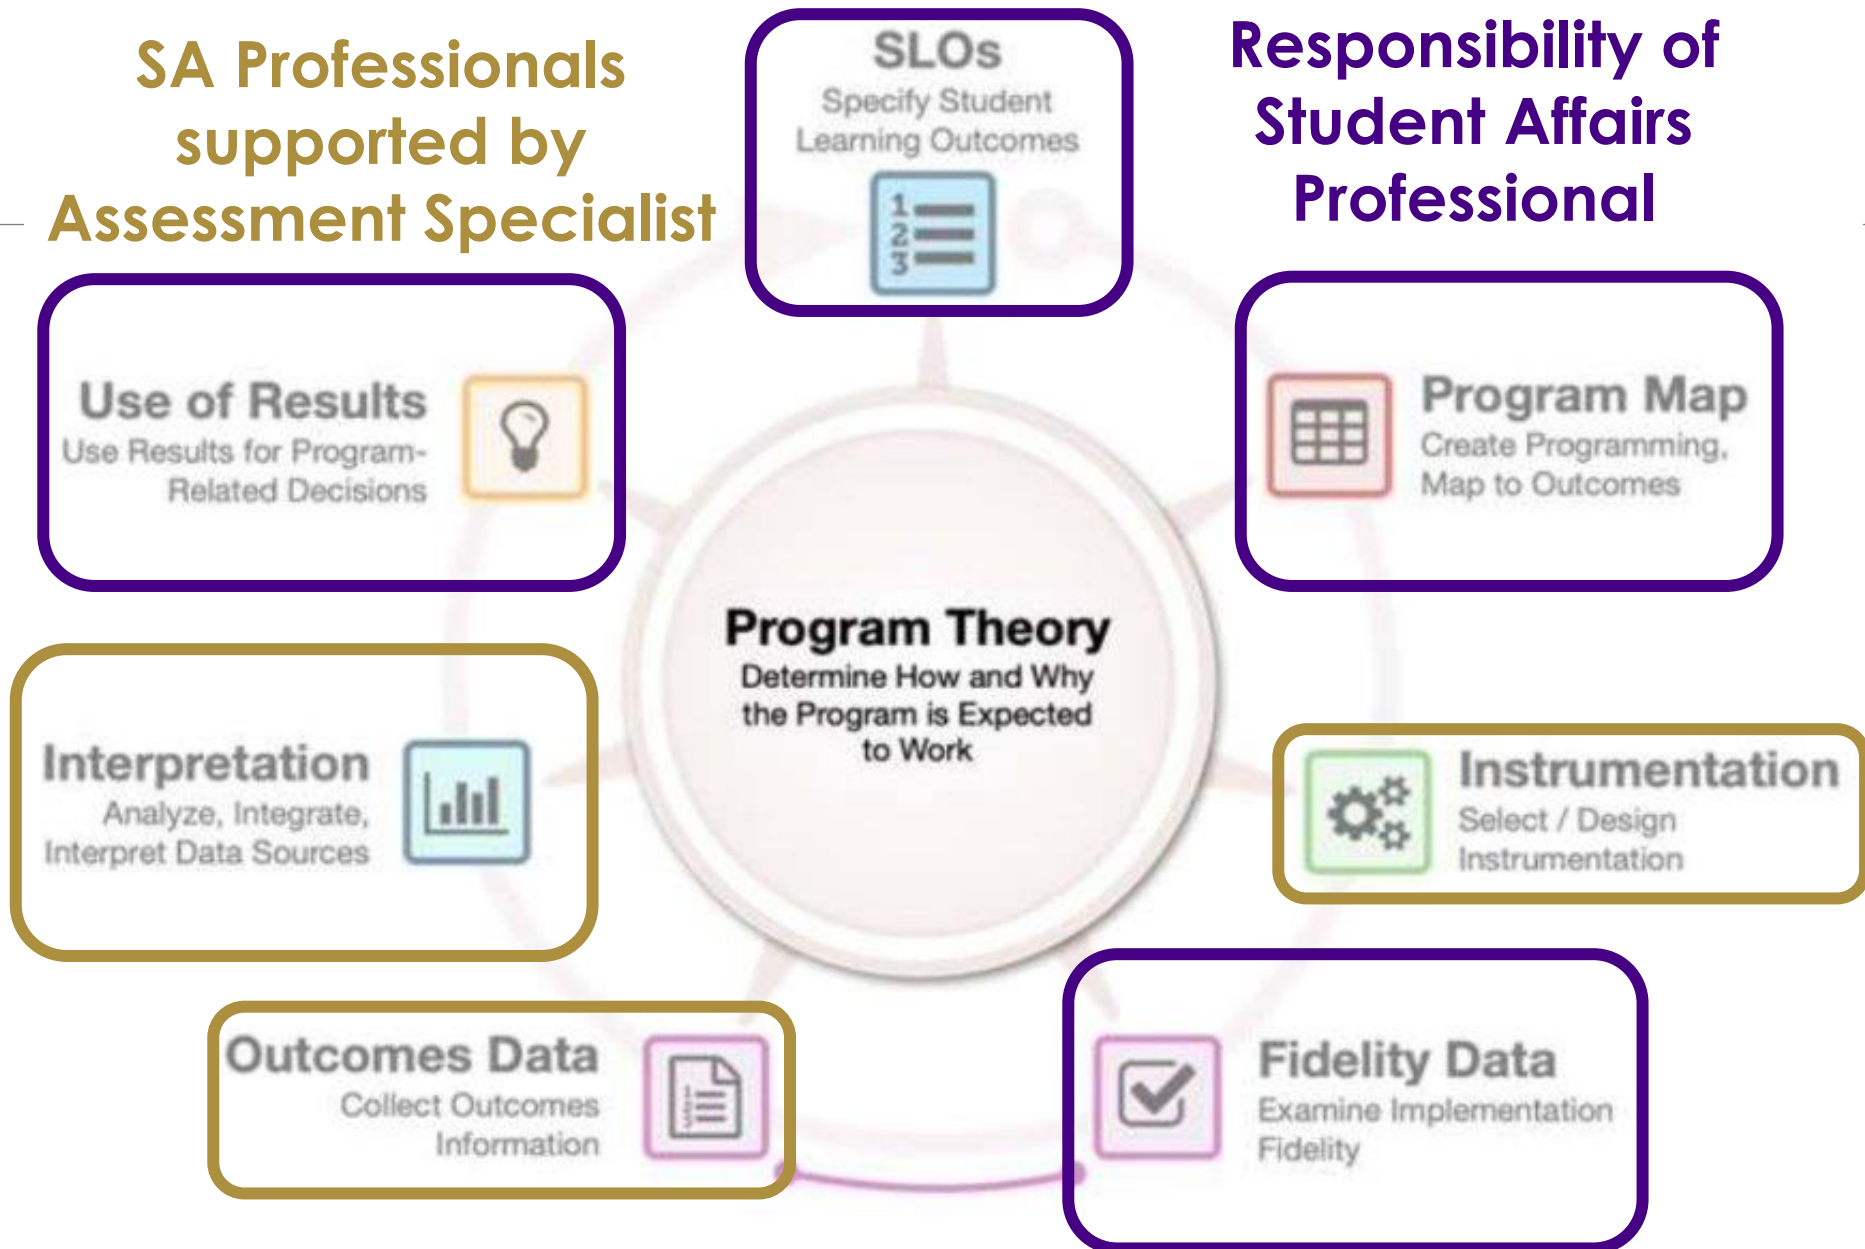 SA Professionals
supported by
Assessment Specialist
SLOs
Specify Student
Learning Outcomes
1
2
3
Responsibility of
Student Affairs
Professional
Use of Results
Use Results for Program-
Related Decisions
Program Map
Create Programming,
Map to Outcomes
Program Theory
Determine How and Why
the Program is Expected
to Work
Interpretation
Analyze, Integrate,
Interpret Data Sources
Instrumentation
Select / Design
Instrumentation
Outcomes Data
Collect Outcomes
Information
Fidelity Data
Examine Implementation
Fidelity